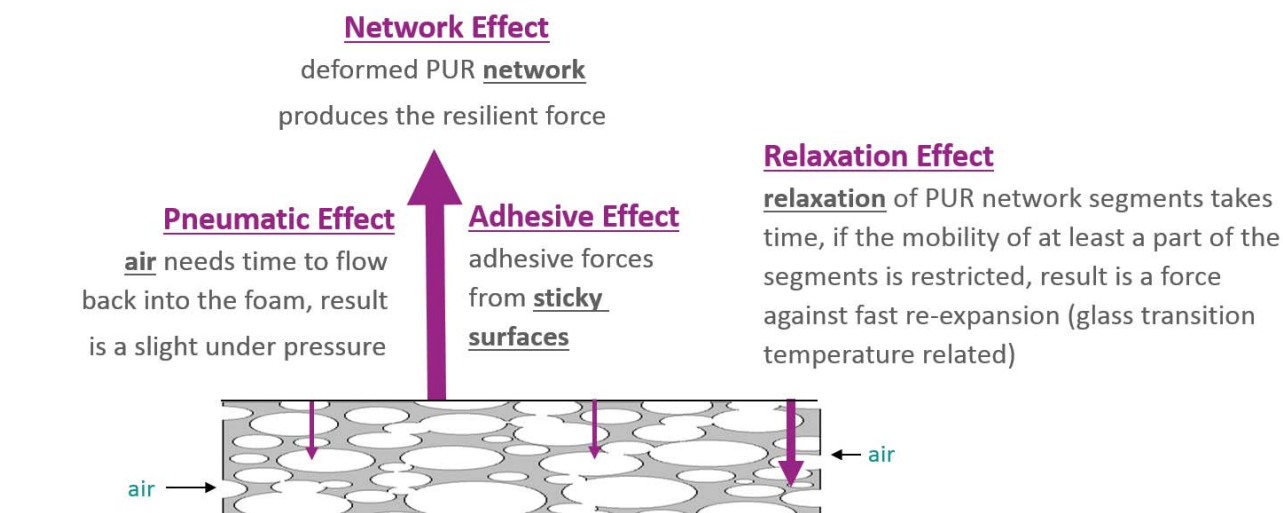 Network Effect
deformed PUR network
produces the resilient force
Pneumatic Effect
air needs time to flow
back into the foam, result
is a slight under pressure
Adhesive Effect
adhesive forces
from sticky
surfaces
Relaxation Effect
relaxation of PUR network segments takes
time, if the mobility of at least a part of the
segments is restricted, result is a force
against fast re-expansion (glass transition
temperature related)
air
air